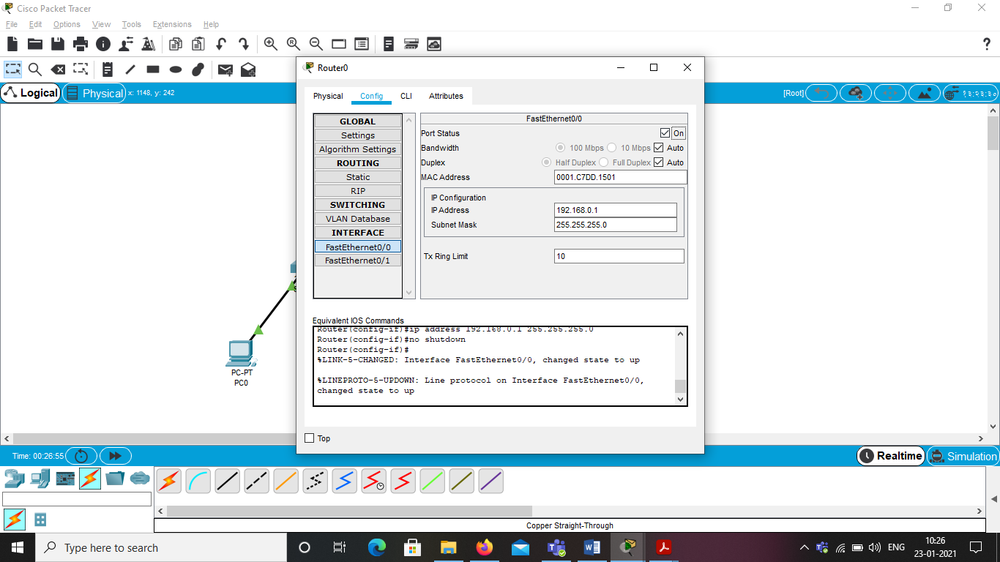 Cisco Packet Tracer
File Edit Options View Tools Extensions Help
Router0
Logical
Physical
x: 1148, y: 242
[Root]
१३:२३:३०
Physical Config CLI Attributes
GLOBAL
Settings
Algorithm Settings
ROUTING
Static
RIP
SWITCHING
VLAN Database
INTERFACE
FastEthernet0/0
FastEthernet0/1
FastEthernet0/0
Port Status On
Bandwidth 100 Mbps 10 Mbps Auto
Duplex Half Duplex Full Duplex Auto
MAC Address 0001.C7DD.1501
IP Configuration
IP Address 192.168.0.1
Subnet Mask 255.255.255.0
Tx Ring Limit 10
Equivalent IOS Commands
Router(config-if)#ip address 192.168.0.1 255.255.255.0
Router(config-if)#no shutdown
Router(config-if)#
%LINK-5-CHANGED: Interface FastEthernet0/0, changed state to up
%LINEPROTO-5-UPDOWN: Line protocol on Interface FastEthernet0/0,
changed state to up
Top
PC-PT
PC0
Time: 00:26:55
Realtime
Simulation
Copper Straight-Through
Type here to search
ENG
10:26
23-01-2021